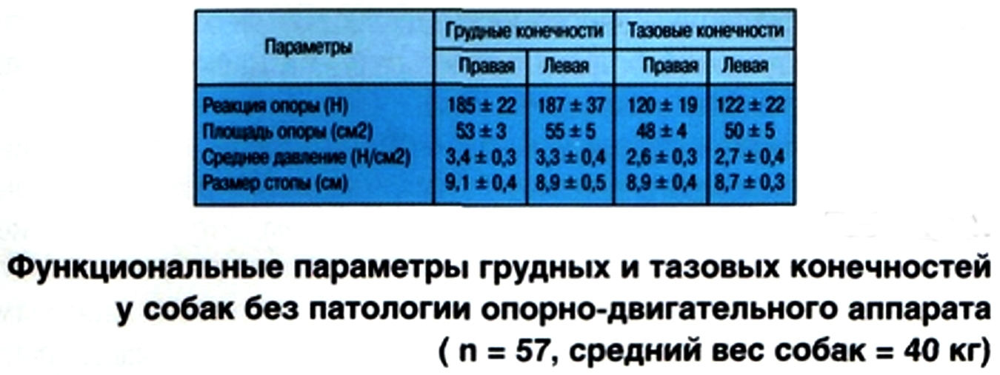 Параметры Грудные конечности Тазовые конечности
Правая Левая Правая Левая
Реакция опоры (Н) 185 ± 22 187 ± 37 120 ± 19 122 ± 22
Площадь опоры (см2) 53 ± 3 55 ± 5 48 ± 4 50 ± 5
Среднее давление (Н/см2) 3,4 ± 0,3 3,3 ± 0,4 2,6 ± 0,3 2,7 ± 0,4
Размер стопы (см) 9,1 ± 0,4 8,9 ± 0,5 8,9 ± 0,4 8,7 ± 0,3
Функциональные параметры грудных и тазовых конечностей
у собак без патологии опорно-двигательного аппарата
( n = 57, средний вес собак = 40 кг)